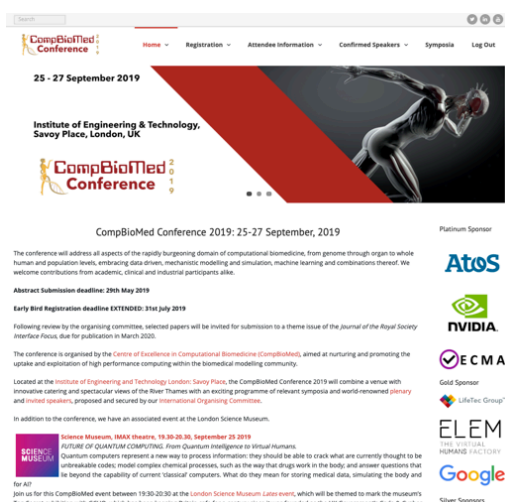 Search
CompBioMed
Conference
Home
Registration
Attendee Information
Confirmed Speakers
Symposia
Log Out
25 - 27 September 2019
Institute of Engineering & Technology,
Savoy Place, London, UK
CompBioMed
Conference
2019
CompBioMed Conference 2019: 25-27 September, 2019
The conference will address all aspects of the rapidly burgeoning domain of computational biomedicine, from genome through organ to whole
human and population levels, embracing data driven, mechanistic modelling and simulation, machine learning and combinations thereof. We
welcome contributions from academic, clinical and industrial participants alike.
Abstract Submission deadline: 29th May 2019
Early Bird Registration deadline EXTENDED: 31st July 2019
Following review by the organising committee, selected papers will be invited for submission to a theme issue of the Journal of the Royal Society
Interface Focus, due for publication in March 2020.
The conference is organised by the Centre of Excellence in Computational Biomedicine (CompBioMed), aimed at nurturing and promoting the
uptake and exploitation of high performance computing within the biomedical modelling community.
Located at the Institute of Engineering and Technology London: Savoy Place, the CompBioMed Conference 2019 will combine a venue with
innovative catering and spectacular views of the River Thames with an exciting programme of relevant symposia and world-renowned plenary
and invited speakers, proposed and secured by our International Organising Committee.
In addition to the conference, we have an associated event at the London Science Museum.
SCIENCE
MUSEUM
Science Museum, IMAX theatre, 19.30-20.30, September 25 2019
FUTURE OF QUANTUM COMPUTING. From Quantum Intelligence to Virtual Humans.
Quantum computers represent a new way to process information: they should be able to crack what are currently thought to be
unbreakable codes; model complex chemical processes, such as the way that drugs work in the body; and answer questions that
lie beyond the capability of current 'classical' computers. What do they mean for storing medical data, simulating the body and
for AI?
Join us for this CompBioMed event between 19:30-20:30 at the London Science Museum Lates event, which will be themed to mark the museum's
Platinum Sponsor
Atos
NVIDIA.
ECMA
Gold Sponsor
LifeTec Group
ELEM
THE VIRTUAL
HUMANS FACTORY
Google
Silver Sponsors